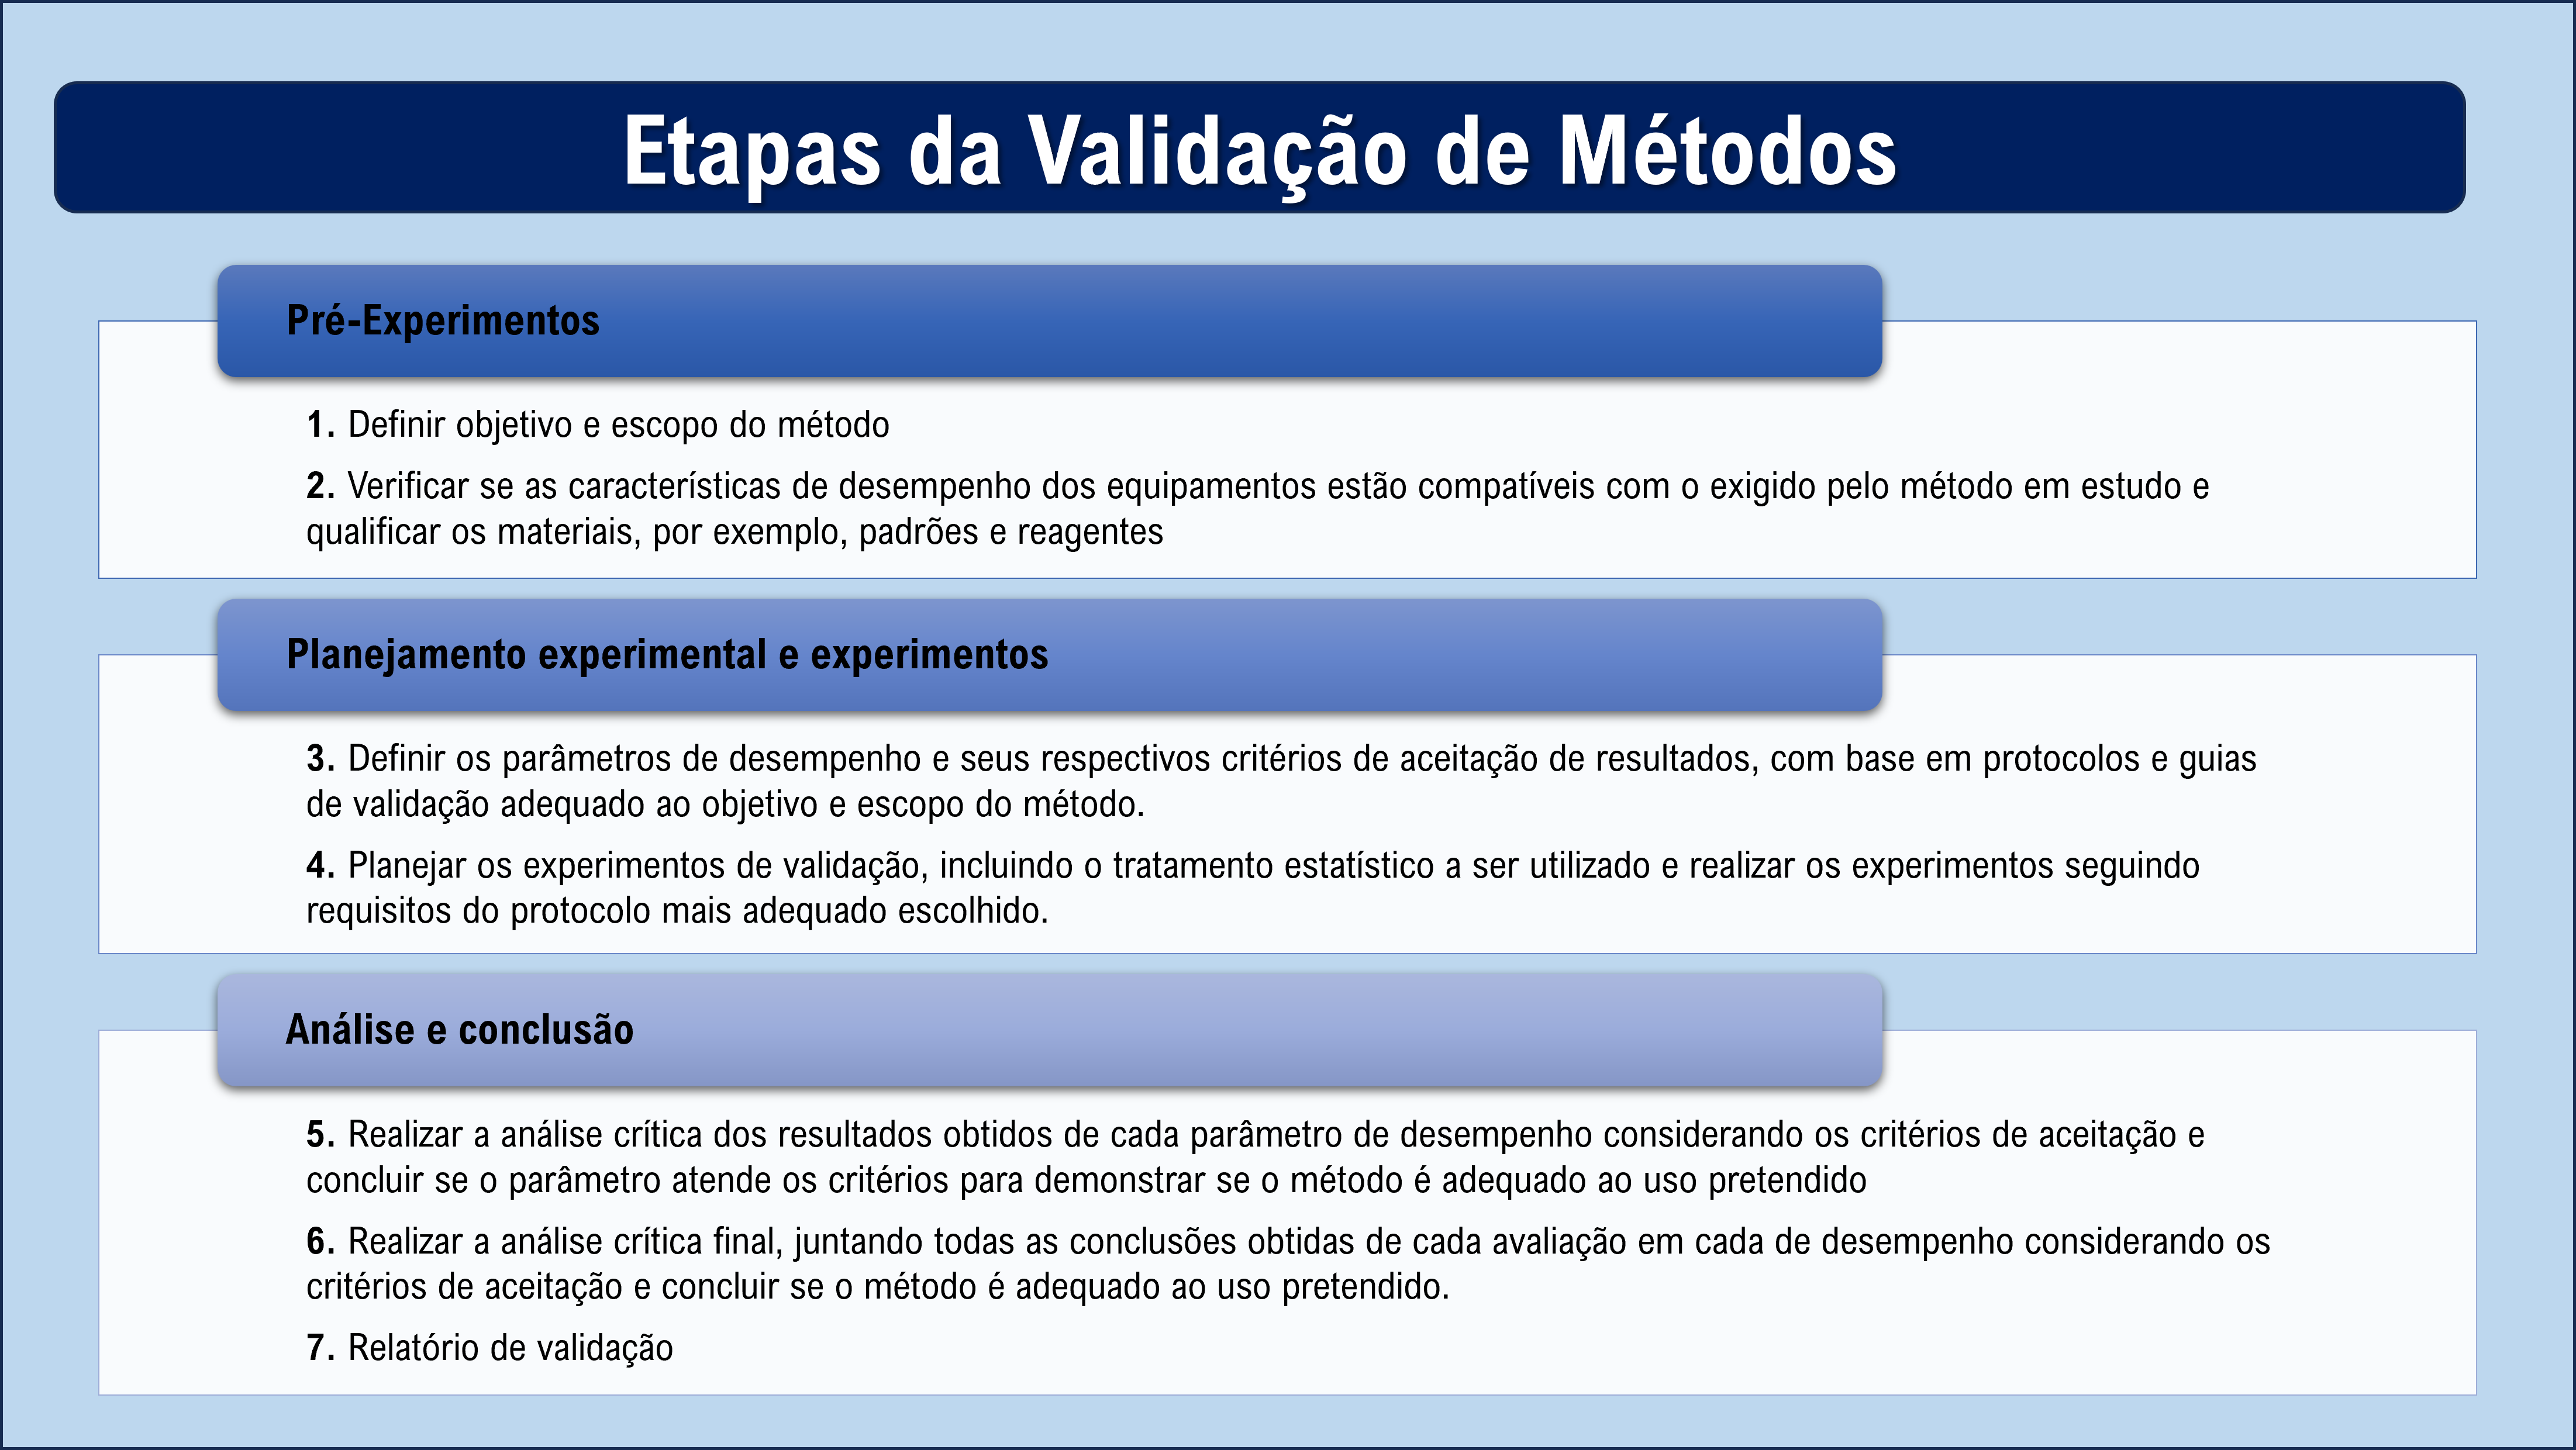 Etapas da Validação de Métodos
Pré-Experimentos
1. Definir objetivo e escopo do método
2. Verificar se as características de desempenho dos equipamentos estão compatíveis com o exigido pelo método em estudo e
qualificar os materiais, por exemplo, padrões e reagentes
Planejamento experimental e experimentos
3. Definir os parâmetros de desempenho e seus respectivos critérios de aceitação de resultados, com base em protocolos e guias
de validação adequado ao objetivo e escopo do método.
4. Planejar os experimentos de validação, incluindo o tratamento estatístico a ser utilizado e realizar os experimentos seguindo
requisitos do protocolo mais adequado escolhido.
Análise e conclusão
5. Realizar a análise crítica dos resultados obtidos de cada parâmetro de desempenho considerando os critérios de aceitação e
concluir se o parâmetro atende os critérios para demonstrar se o método é adequado ao uso pretendido
6. Realizar a análise crítica final, juntando todas as conclusões obtidas de cada avaliação em cada de desempenho considerando os
critérios de aceitação e concluir se o método é adequado ao uso pretendido.
7. Relatório de validação